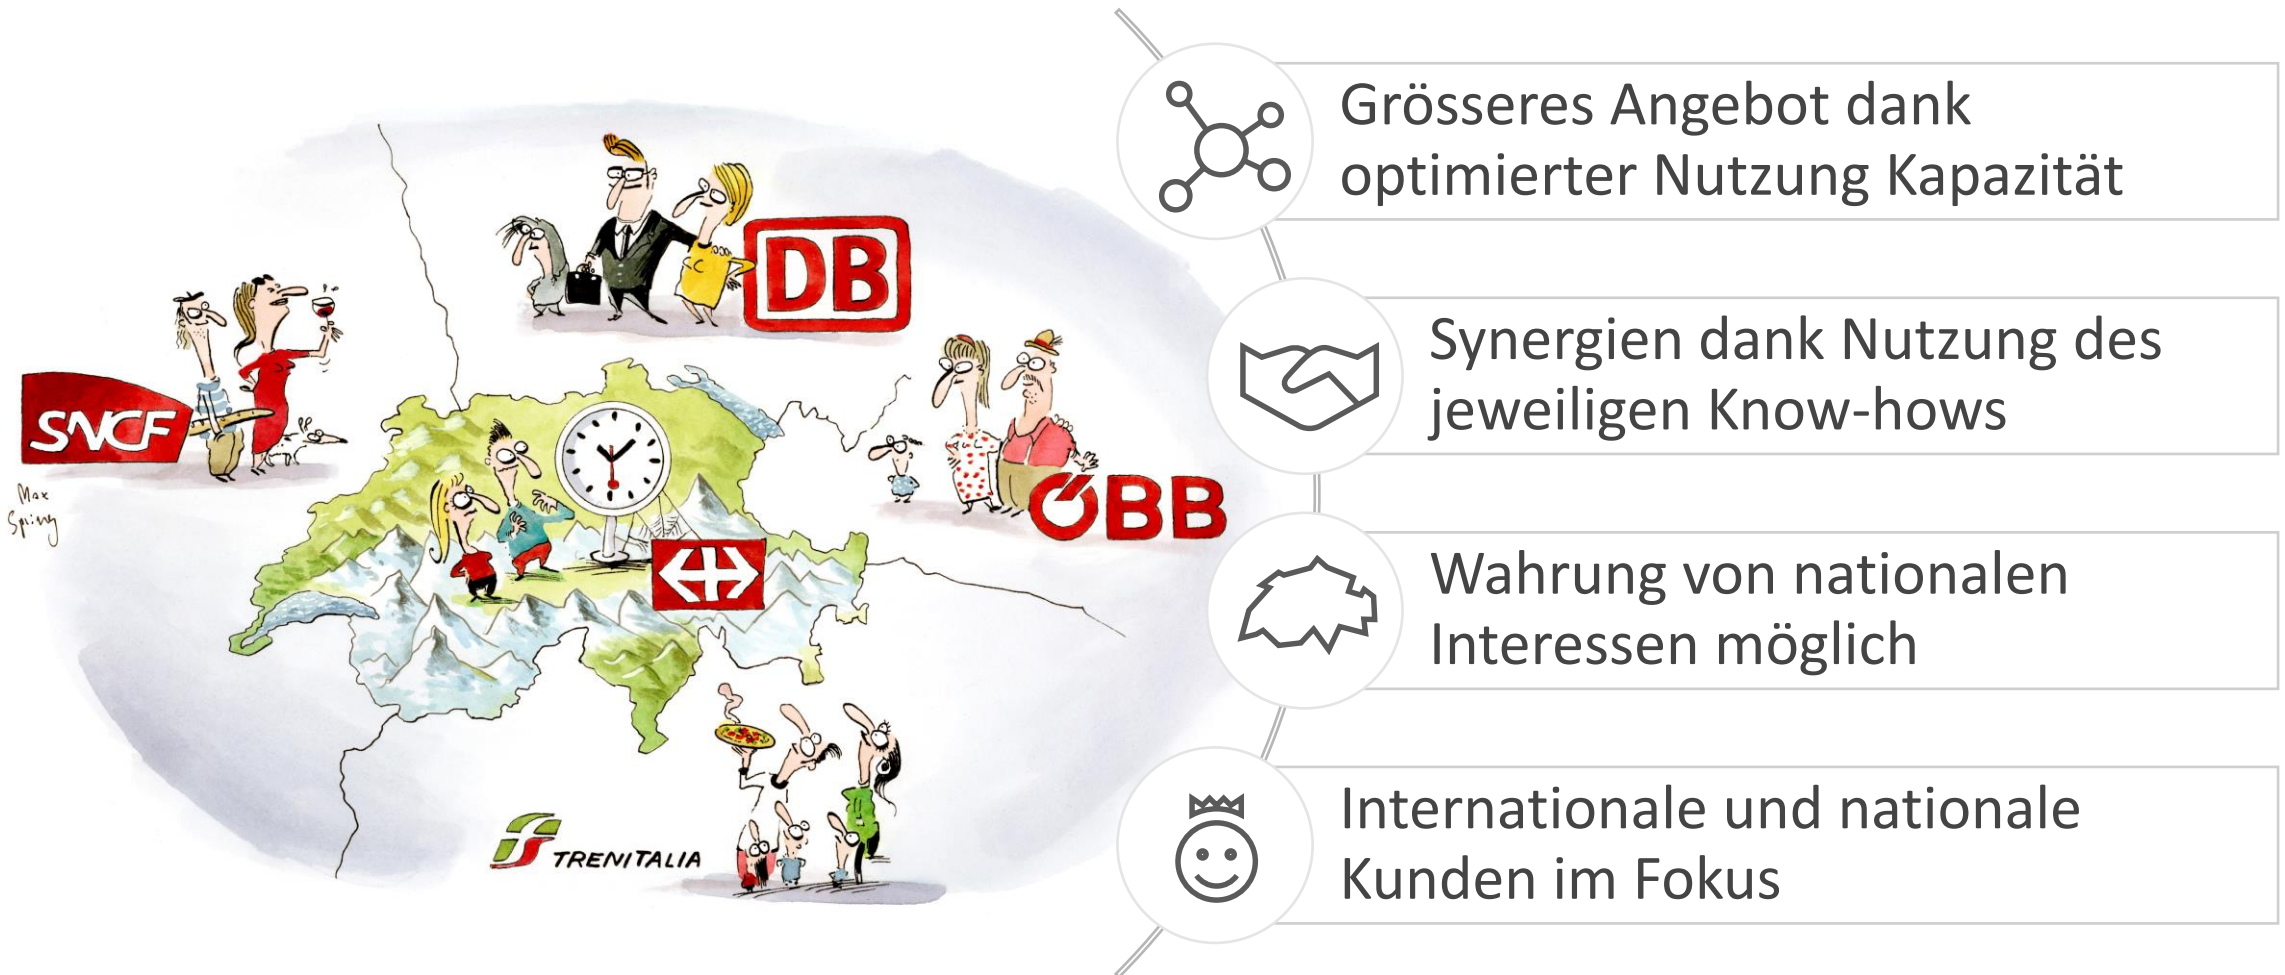 DB
SNCF
Max
Spring
ÖBB
TRENITALIA
Grösseres Angebot dank
optimierter Nutzung Kapazität
Synergien dank Nutzung des
jeweiligen Know-hows
Wahrung von nationalen
Interessen möglich
Internationale und nationale
Kunden im Fokus